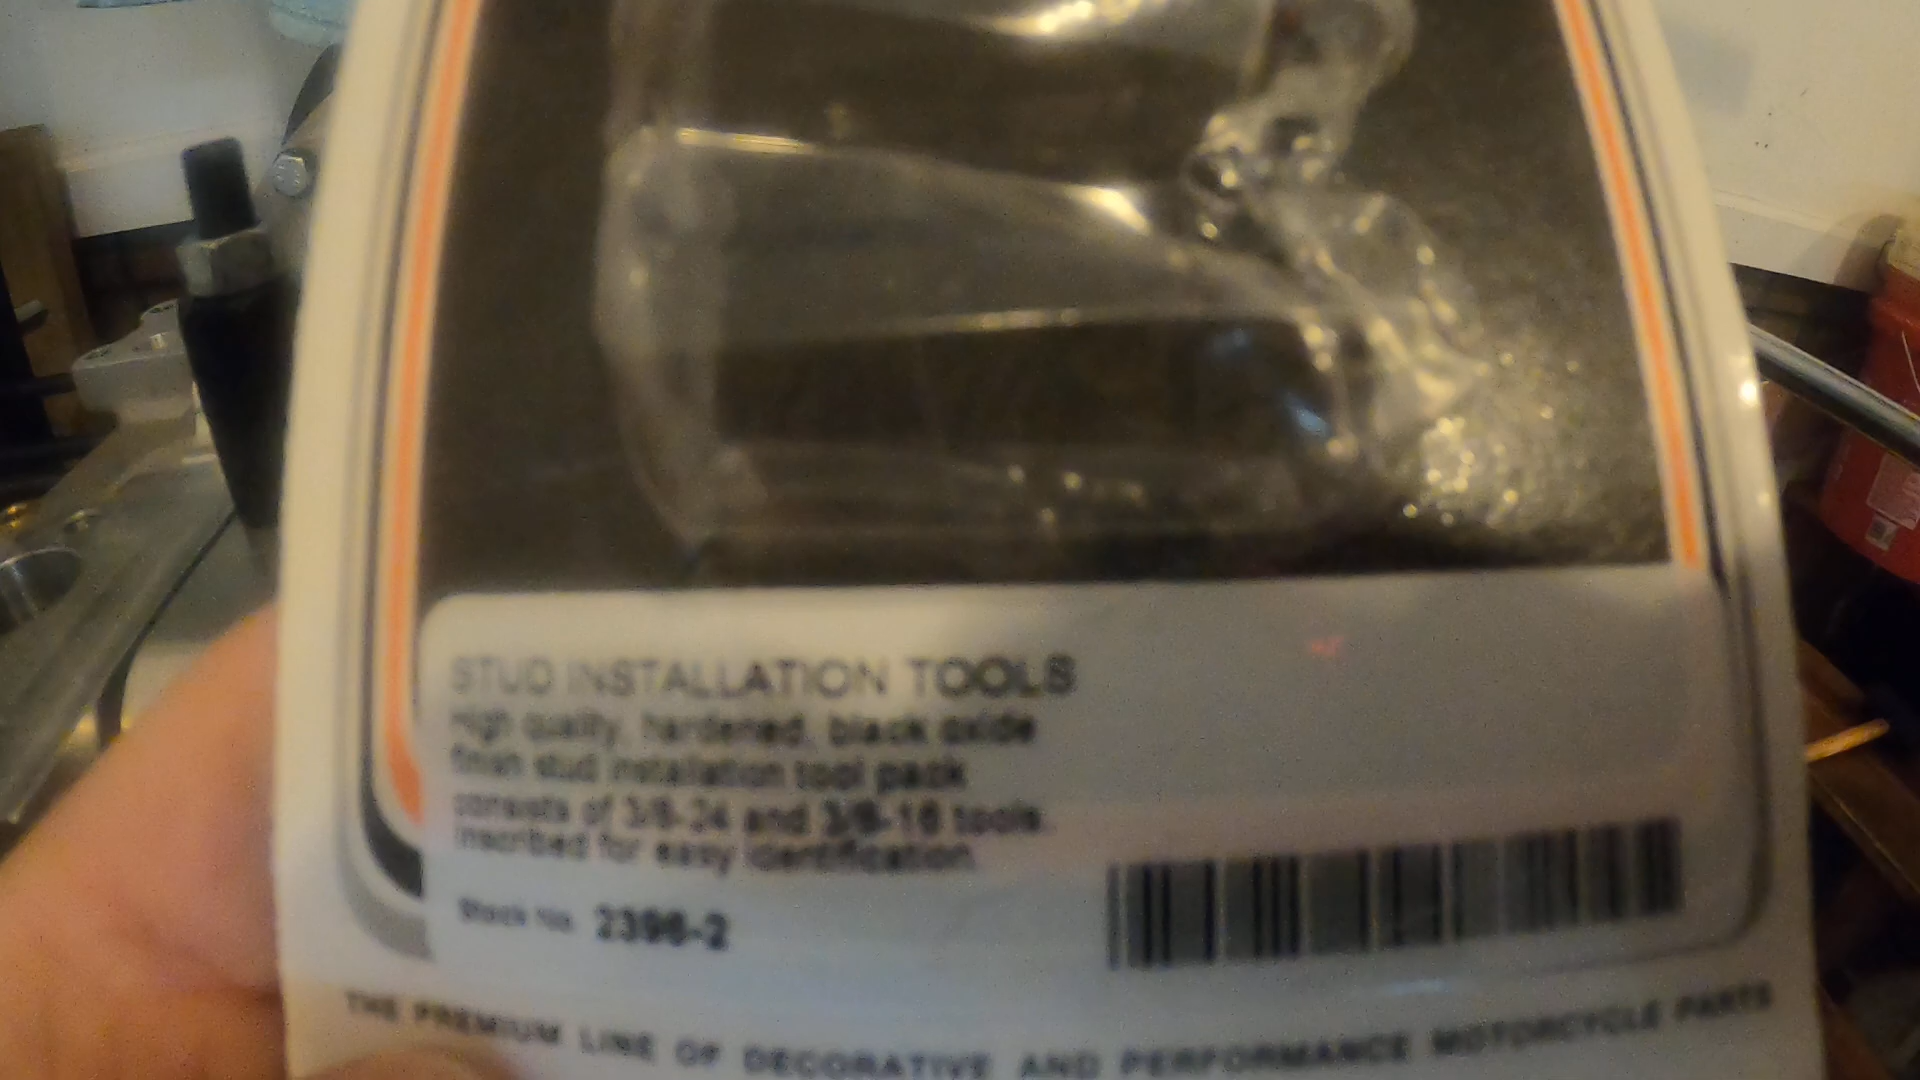 STUD INSTALLATION TOOLS
High quality, hardened, black oxide
finish stud installation tool pack
consists of 3/8-24 and 3/8-16 tools.
Inscribed for easy identification.
Stock No. 2396-2
THE PREMIUM LINE OF DECORATIVE AND PERFORMANCE MOTORCYCLE PARTS